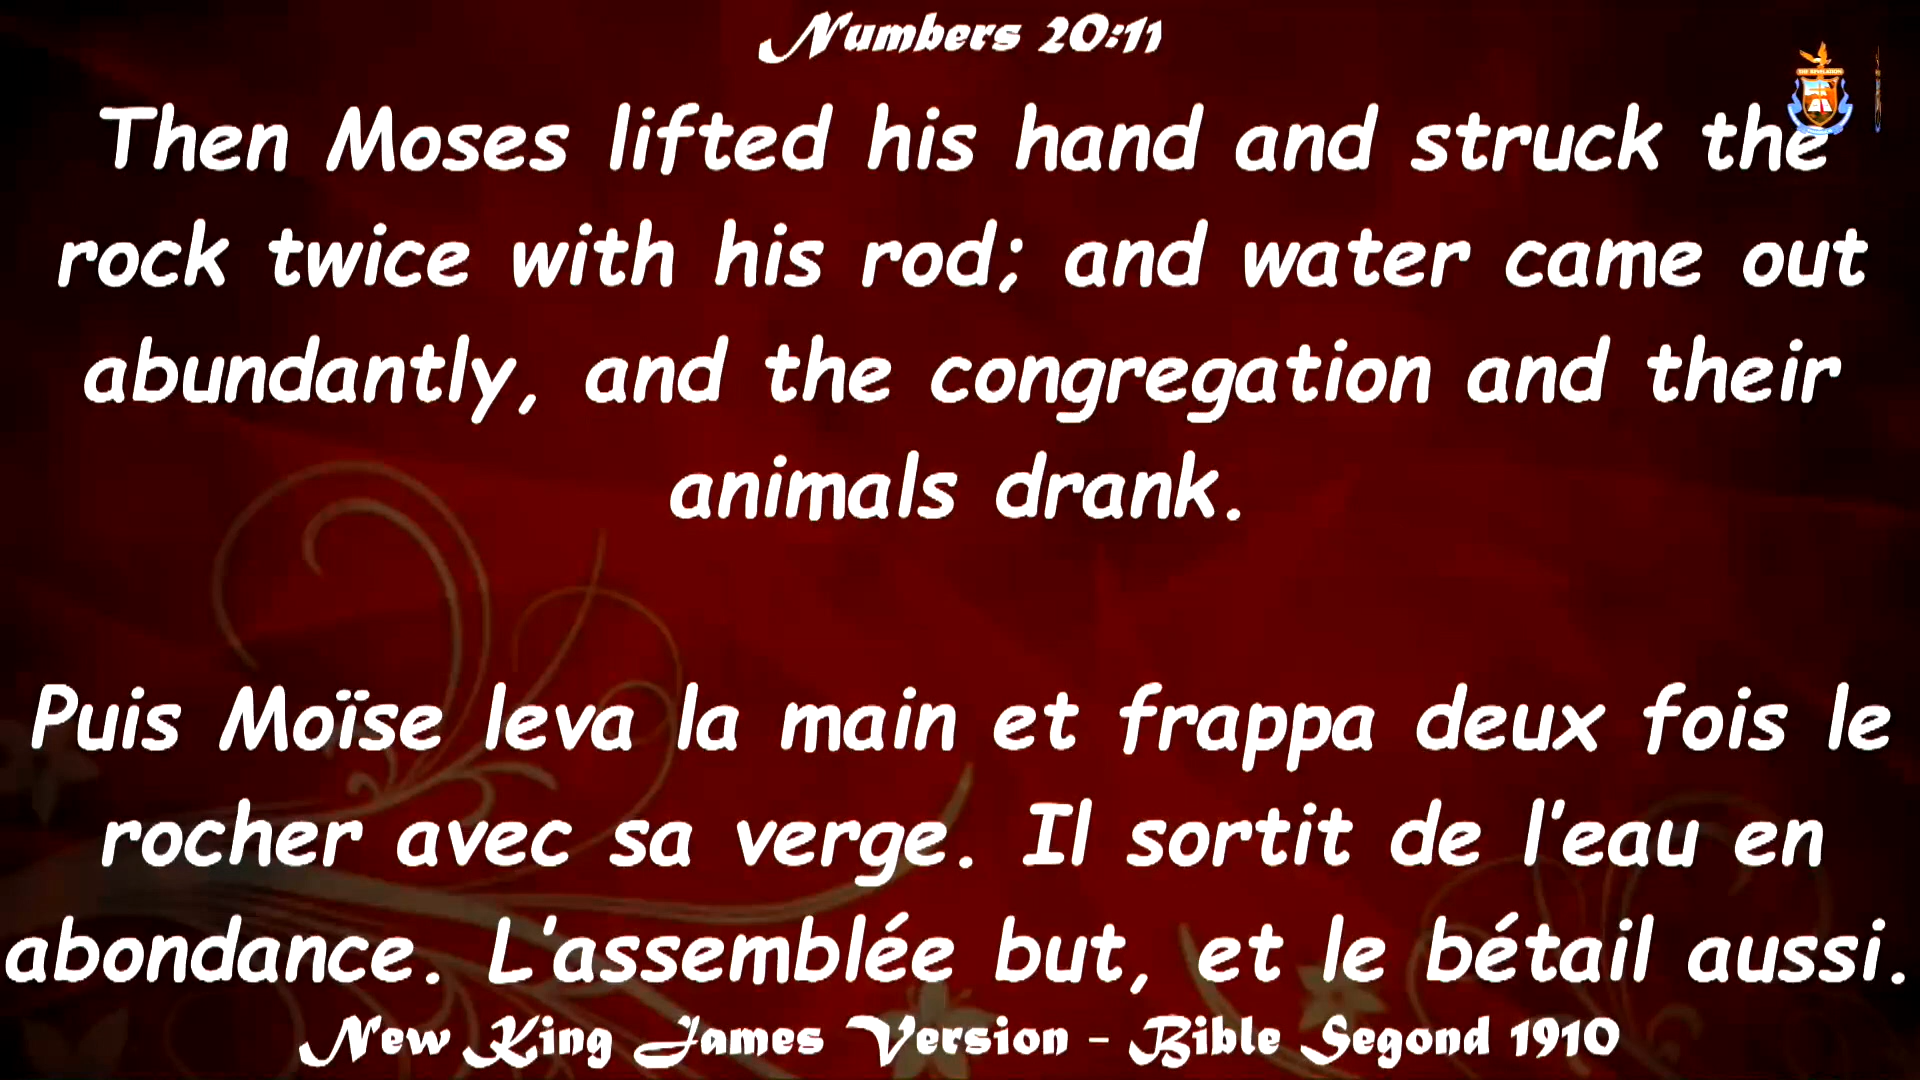 Numbers 20:11
Then Moses lifted his hand and struck the
rock twice with his rod; and water came out
abundantly, and the congregation and their
animals drank.
Puis Moïse leva la main et frappa deux fois le
rocher avec sa verge. Il sortit de l'eau en
abondance. L'assemblée but, et le bétail aussi.
New King James Version - Bible Segond 1910